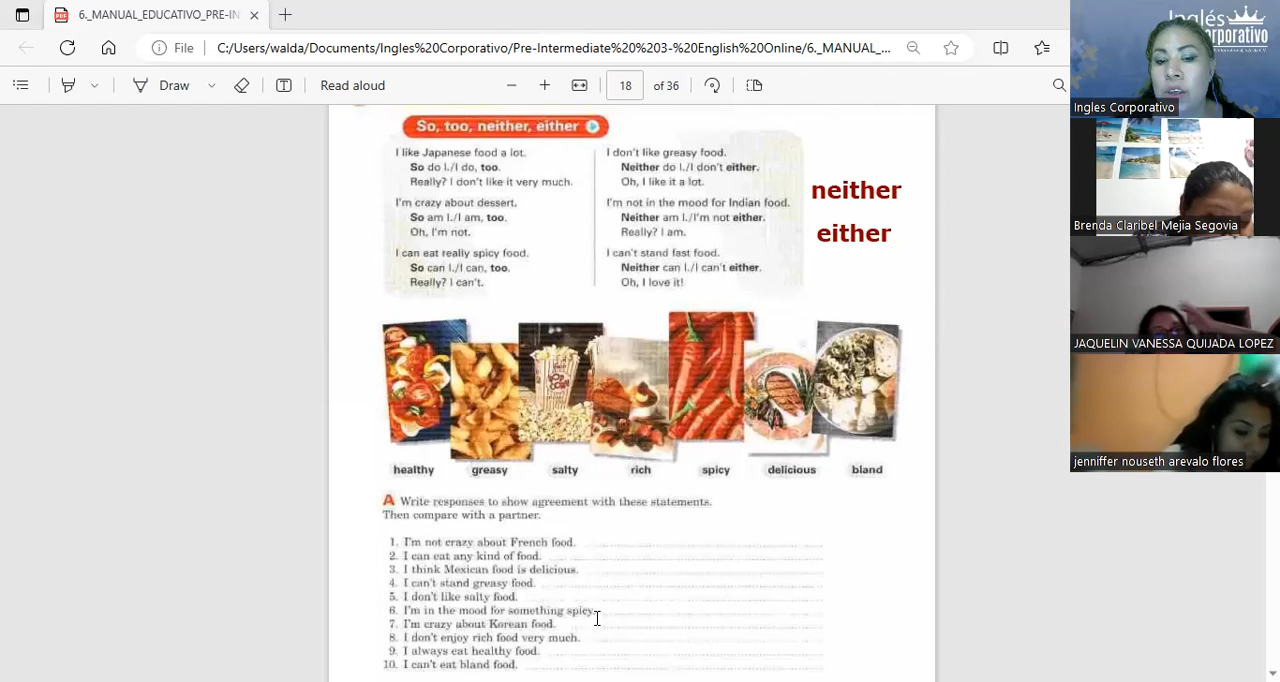 6._MANUAL_EDUCATIVO_PRE-IN
File
C:/Users/walda/Documents/Ingles%20Corporativo/Pre-Intermediate%20%203-%20English%20Online/6._MANUAL_...
Draw
Read aloud
18
of 36
So, too, neither, either
I like Japanese food a lot.
So do I./I do, too.
Really? I don't like it very much.
I'm crazy about dessert.
So am I./I am, too.
Oh, I'm not.
I can eat really spicy food.
So can I./I can, too.
Really? I can't.
I don't like greasy food.
Neither do I./I don't either.
Oh, I like it a lot.
I'm not in the mood for Indian food.
Neither am I./I'm not either.
Really? I am.
I can't stand fast food.
Neither can I./I can't either.
Oh, I love it!
neither
either
healthy
greasy
salty
rich
spicy
delicious
bland
A Write responses to show agreement with these statements.
Then compare with a partner.
1. I'm not crazy about French food.
2. I can eat any kind of food.
3. I think Mexican food is delicious.
4. I can't stand greasy food.
5. I don't like salty food.
6. I'm in the mood for something spicy.
7. I'm crazy about Korean food.
8. I don't enjoy rich food very much.
9. I always eat healthy food.
10. I can't eat bland food.
Inglés
Corporativo
Ingles Corporativo
Brenda Claribel Mejia Segovia
JAQUELIN VANESSA QUIJADA LOPEZ
jenniffer nouseth arevalo flores